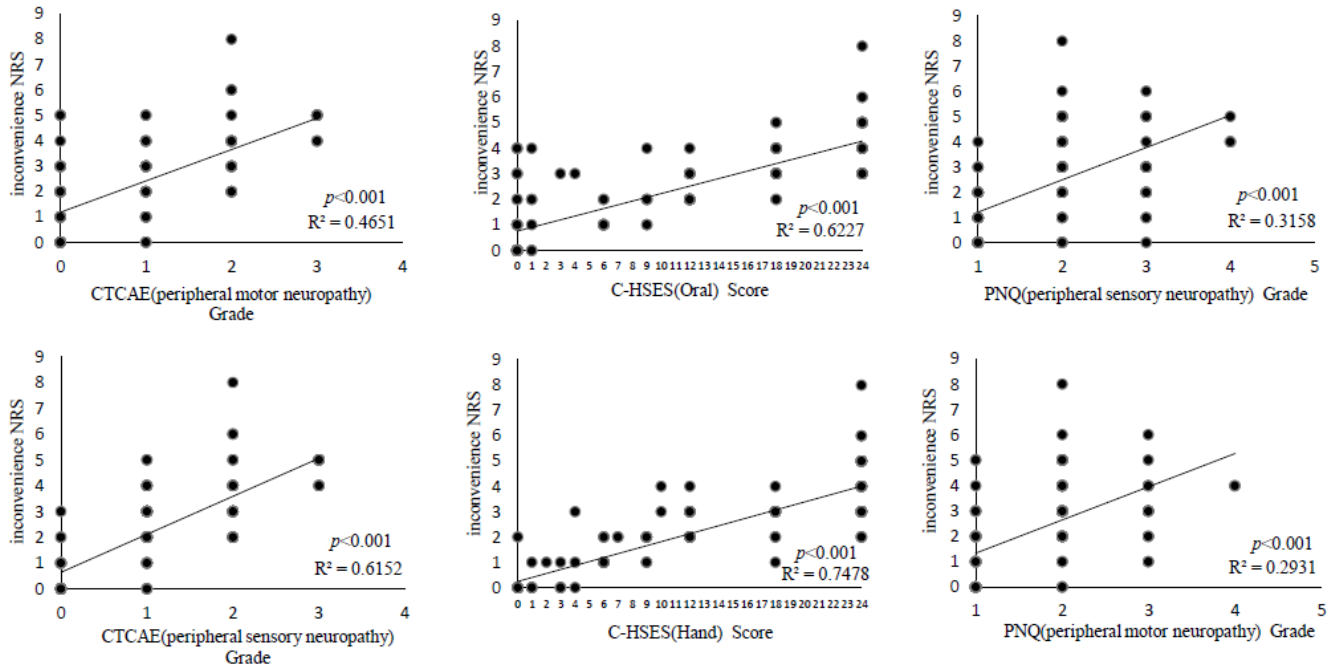 9
8
7
6
5
4
3
2
1
0
inconvenience NRS
p<0.001
R² = 0.4651
0 1 2 3 4
CTCAE(peripheral motor neuropathy)
Grade
9
8
7
6
5
4
3
2
1
0
inconvenience NRS
p<0.001
R² = 0.6227
0 1 2 3 4 6 7 8 9 10 11 12 13 14 15 16 17 18 19 20 21 22 23 24
C-HSES(Oral) Score
9
8
7
6
5
4
3
2
1
0
inconvenience NRS
p<0.001
R² = 0.3158
1 2 3 4 5
PNQ(peripheral sensory neuropathy) Grade
9
8
7
6
5
4
3
2
1
0
inconvenience NRS
p<0.001
R² = 0.6152
0 1 2 3 4
CTCAE(peripheral sensory neuropathy)
Grade
9
8
7
6
5
4
3
2
1
0
inconvenience NRS
p<0.001
R² = 0.7478
0 1 2 3 4 6 7 8 9 10 11 12 13 14 15 16 17 18 19 20 21 22 23 24
C-HSES(Hand) Score
9
8
7
6
5
4
3
2
1
0
inconvenience NRS
p<0.001
R² = 0.2931
1 2 3 4 5
PNQ(peripheral motor neuropathy) Grade